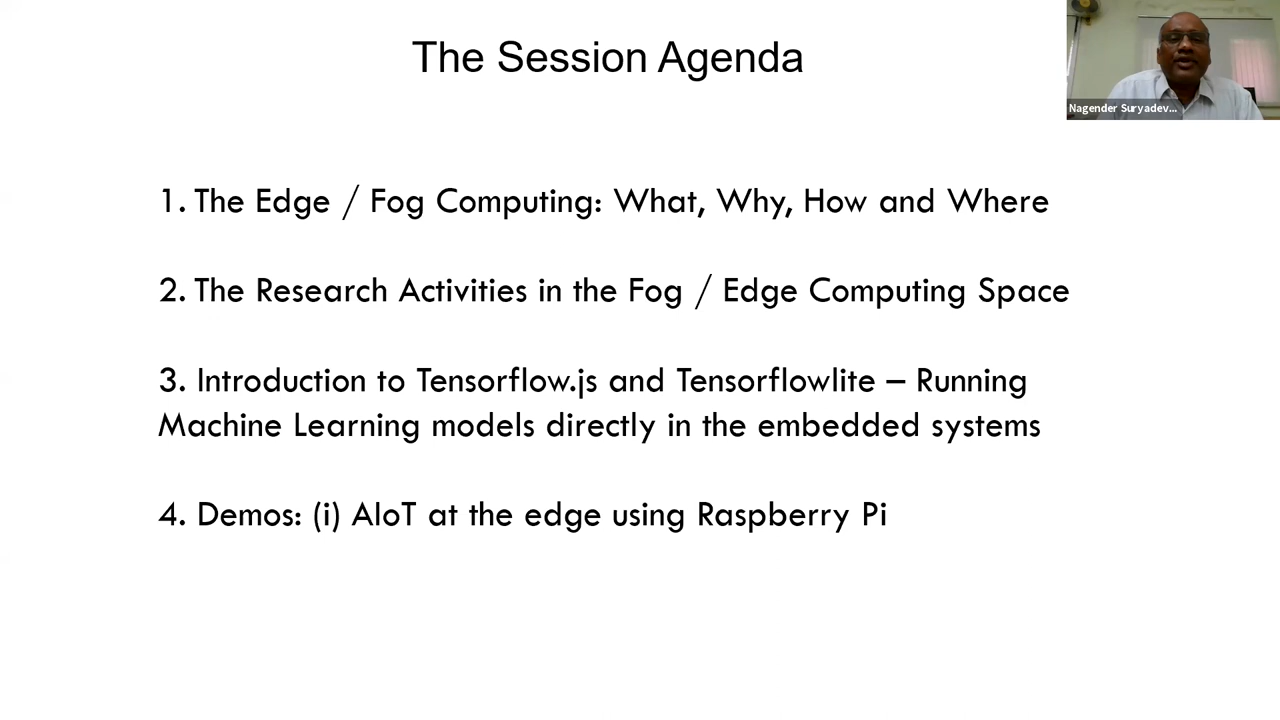 The Session Agenda
Nagender Suryadev...
1. The Edge / Fog Computing: What, Why, How and Where
2. The Research Activities in the Fog / Edge Computing Space
3. Introduction to Tensorflow.js and Tensorflowlite – Running
Machine Learning models directly in the embedded systems
4. Demos: (i) AIoT at the edge using Raspberry Pi